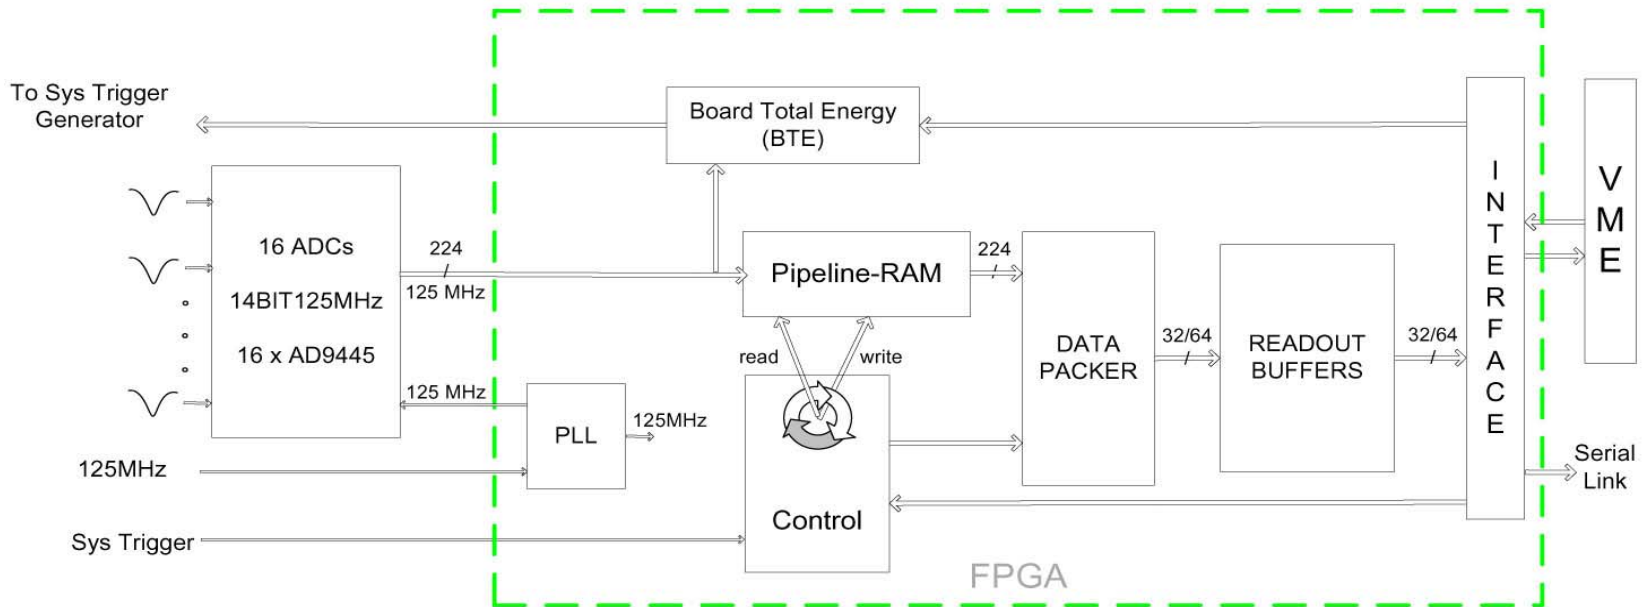 To Sys Trigger
Generator
Board Total Energy
(BTE)
16 ADCs
14BIT125MHz
16 x AD9445
224
125 MHz
Pipeline-RAM
224
read
write
DATA
PACKER
32/64
READOUT
BUFFERS
32/64
INTERFACE
VME
125 MHz
PLL
125MHz
125MHz
Control
Sys Trigger
Serial
Link
FPGA